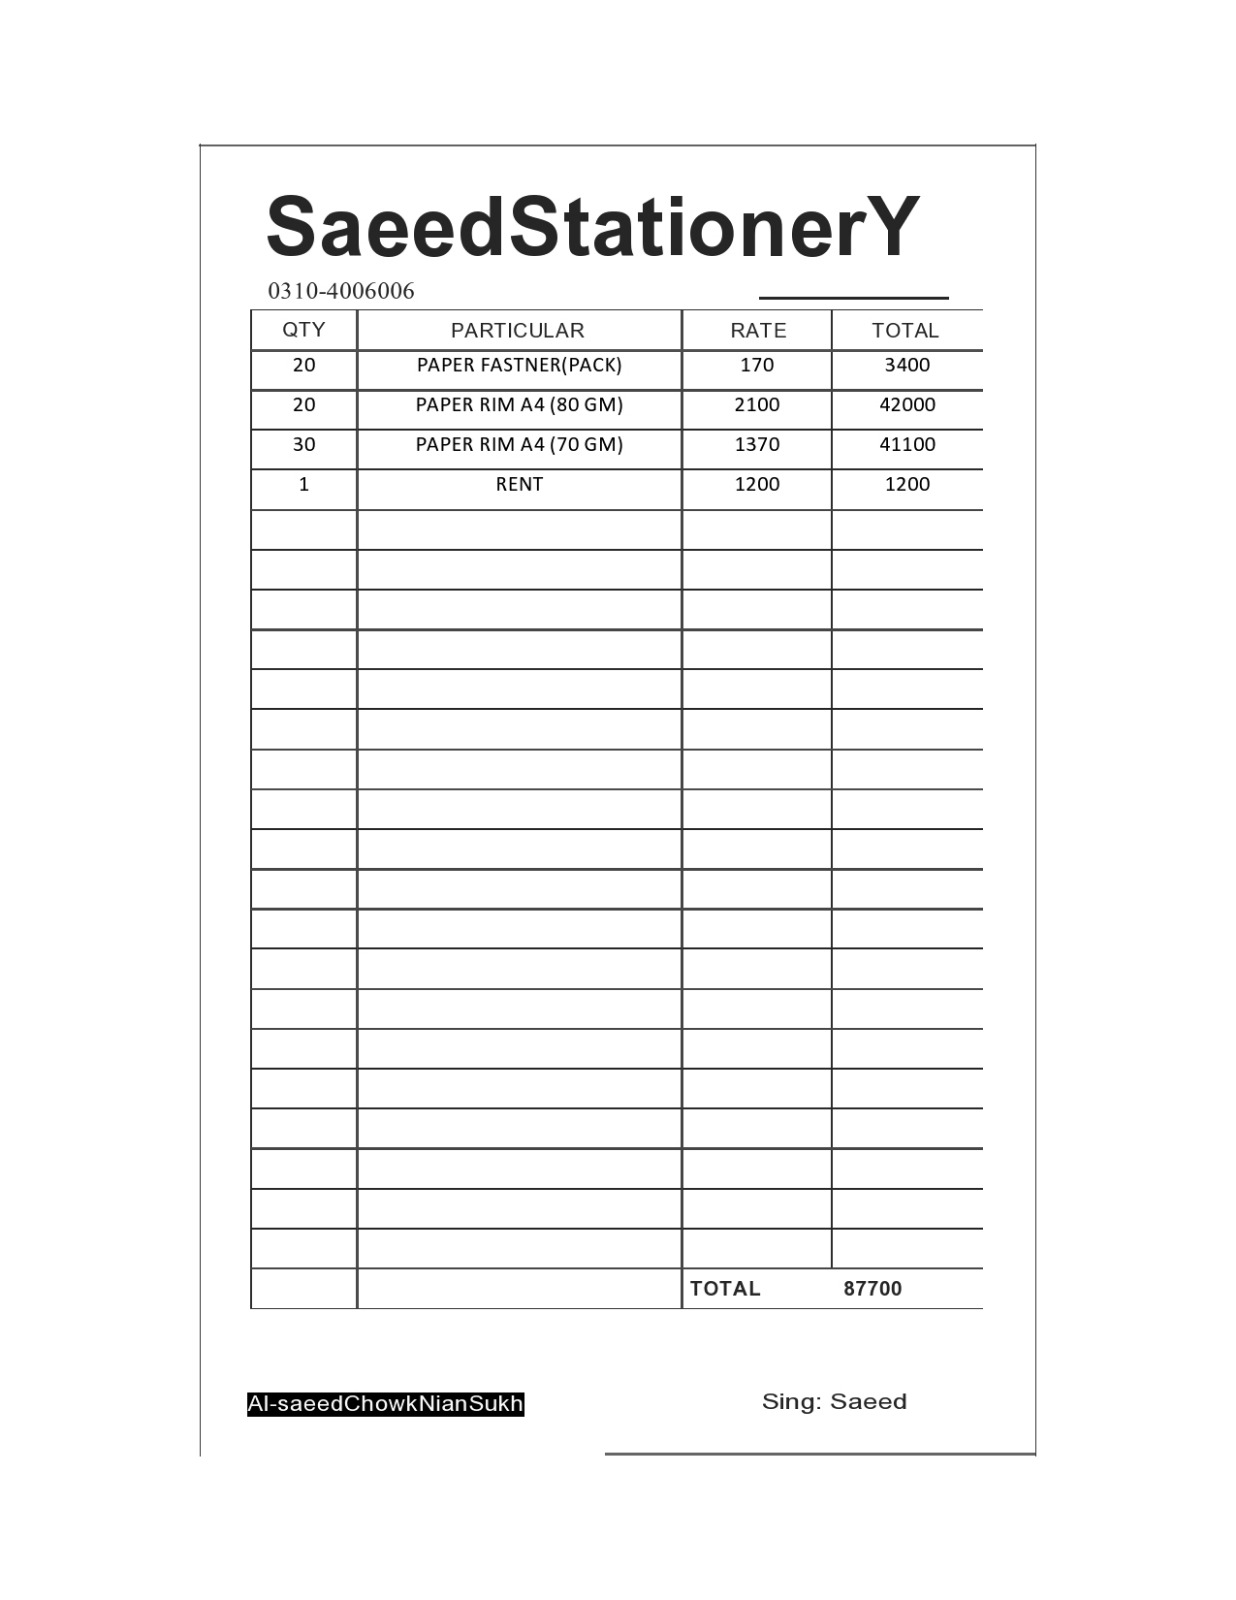 SaeedStationerY
0310-4006006
QTY PARTICULAR RATE TOTAL
20 PAPER FASTNER(PACK) 170 3400
20 PAPER RIM A4 (80 GM) 2100 42000
30 PAPER RIM A4 (70 GM) 1370 41100
1 RENT 1200 1200
TOTAL 87700
Al-saeedChowkNianSukh Sing: Saeed